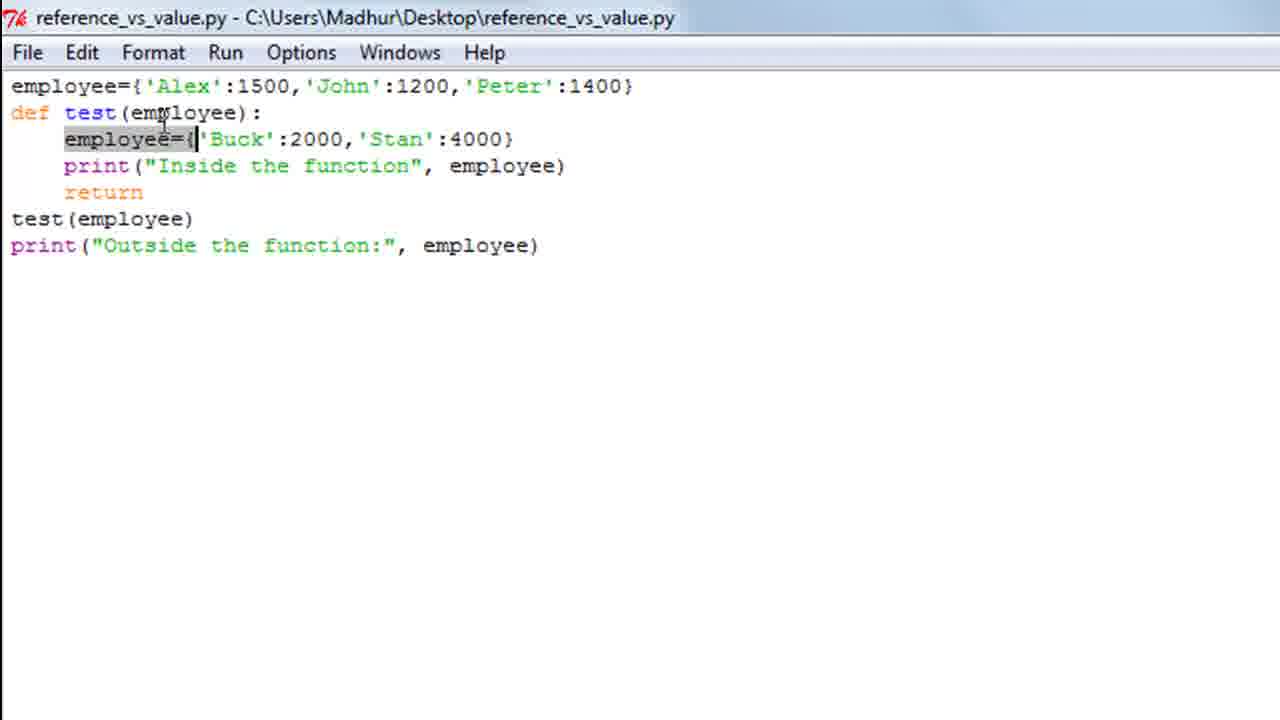 reference_vs_value.py - C:\Users\Madhur\Desktop\reference_vs_value.py
File Edit Format Run Options Windows Help
employee={'Alex':1500,'John':1200,'Peter':1400}
def test(employee):
    employee={'Buck':2000,'Stan':4000}
    print("Inside the function", employee)
    return
test(employee)
print("Outside the function:", employee)